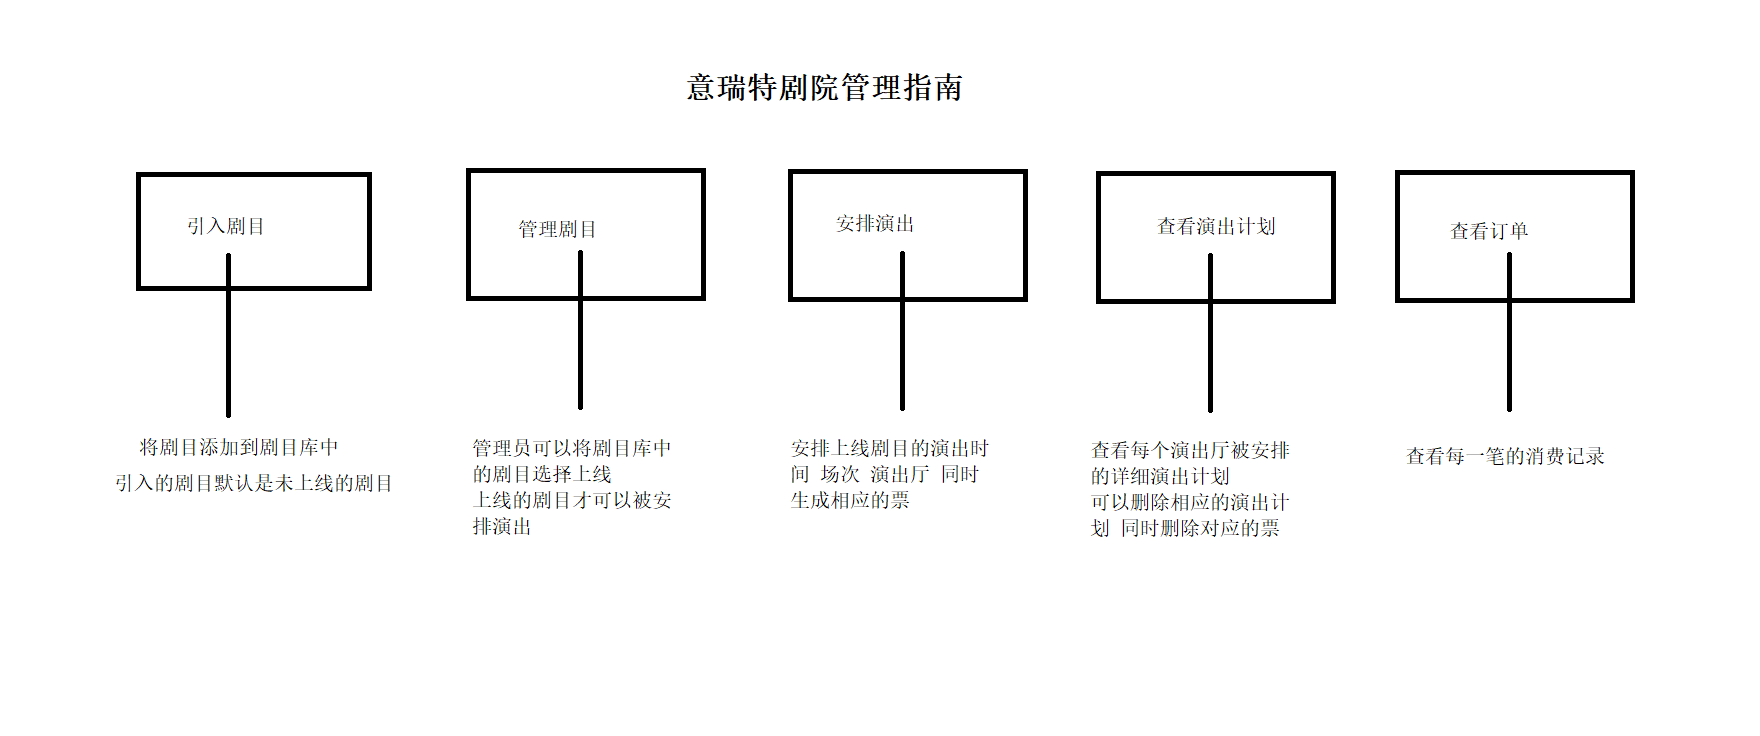 意瑞特剧院管理指南
引入剧目
管理剧目
安排演出
查看演出计划
查看订单
将剧目添加到剧目库中
引入的剧目默认是未上线的剧目
管理员可以将剧目库中
的剧目选择上线
上线的剧目才可以被安
排演出
安排上线剧目的演出时
间 场次 演出厅 同时
生成相应的票
查看每个演出厅被安排
的详细演出计划
可以删除相应的演出计
划 同时删除对应的票
查看每一笔的消费记录